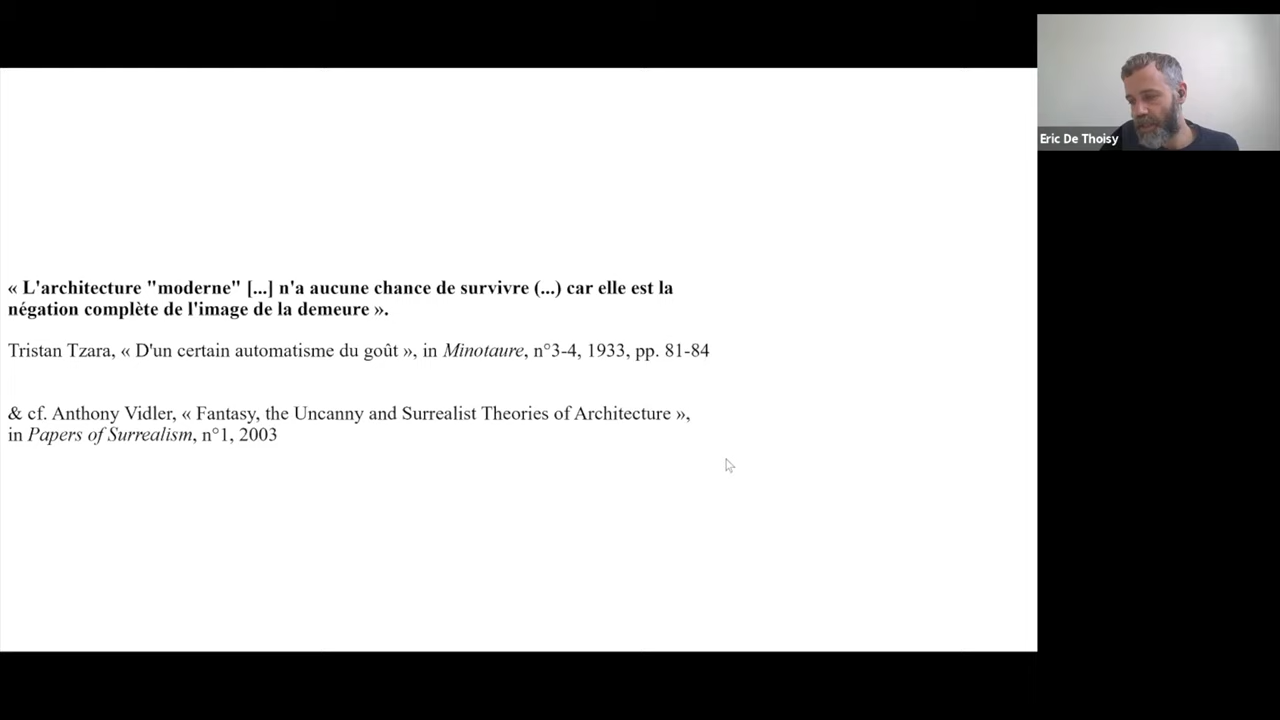 « L'architecture "moderne" [...] n'a aucune chance de survivre (...) car elle est la
négation complète de l'image de la demeure ».
Tristan Tzara, « D'un certain automatisme du goût », in Minotaure, n°3-4, 1933, pp. 81-84
& cf. Anthony Vidler, « Fantasy, the Uncanny and Surrealist Theories of Architecture »,
in Papers of Surrealism, n°1, 2003
Eric De Thoisy